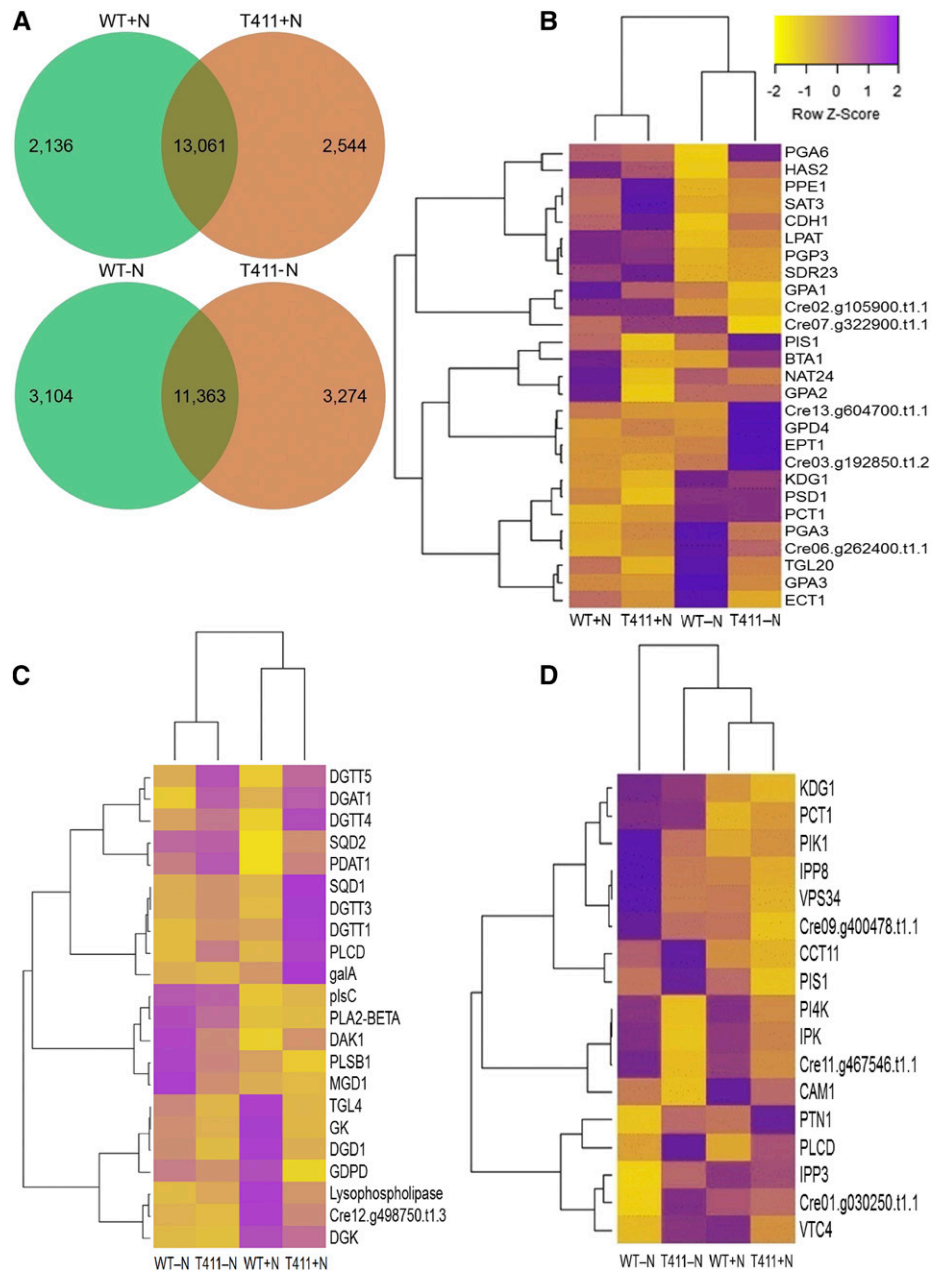 A
WT+N
T411+N
2,136
13,061
2,544
WT-N
T411-N
3,104
11,363
3,274
B
-2 -1 0 1 2
Row Z-Score
PGA6
HAS2
PPE1
SAT3
CDH1
LPAT
PGP3
SDR23
GPA1
Cre02.g105900.t1.1
Cre07.g322900.t1.1
PIS1
BTA1
NAT24
GPA2
Cre13.g604700.t1.1
GPD4
EPT1
Cre03.g192850.t1.2
KDG1
PSD1
PCT1
PGA3
Cre06.g262400.t1.1
TGL20
GPA3
ECT1
WT+N T411+N WT–N T411–N
C
DGTT5
DGAT1
DGTT4
SQD2
PDAT1
SQD1
DGTT3
DGTT1
PLCD
galA
plsC
PLA2-BETA
DAK1
PLSB1
MGD1
TGL4
GK
DGD1
GDPD
Lysophospholipase
Cre12.g498750.t1.3
DGK
WT–N T411–N WT+N T411+N
D
KDG1
PCT1
PIK1
IPP8
VPS34
Cre09.g400478.t1.1
CCT11
PIS1
PI4K
IPK
Cre11.g467546.t1.1
CAM1
PTN1
PLCD
IPP3
Cre01.g030250.t1.1
VTC4
WT–N T411–N WT+N T411+N